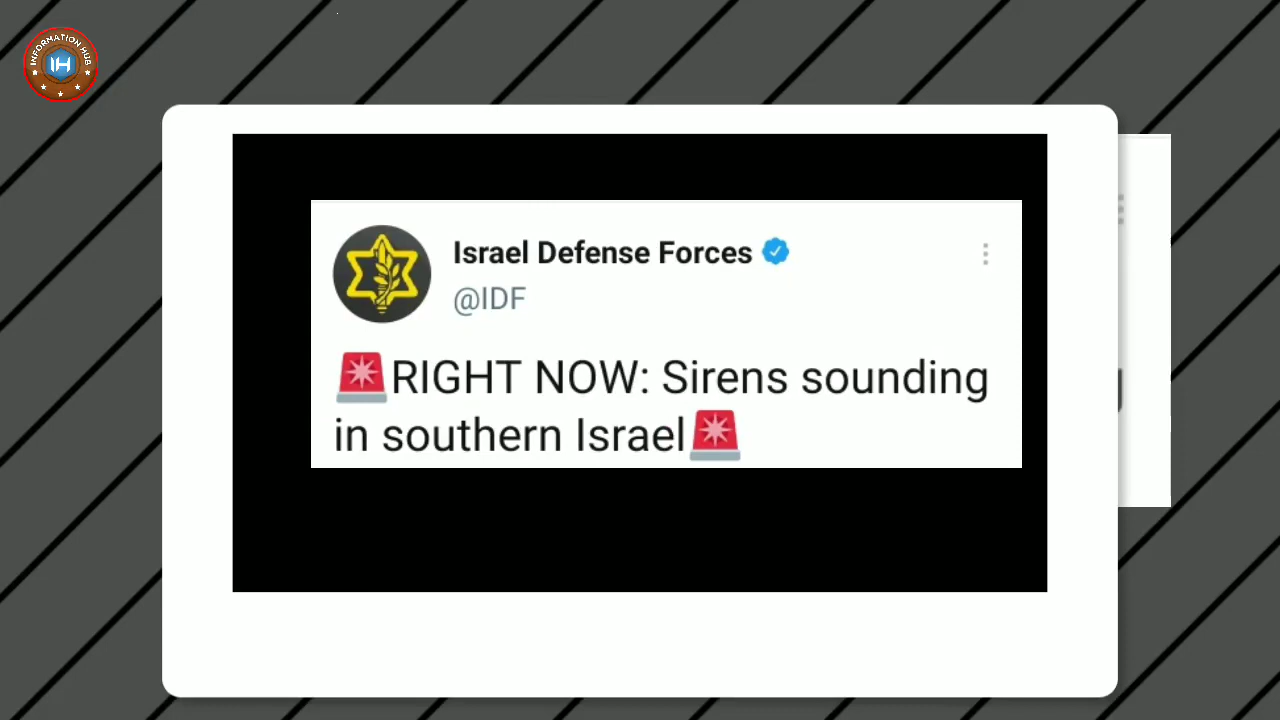 INFORMATION HUB
IH
Israel Defense Forces
@IDF
🚨RIGHT NOW: Sirens sounding
in southern Israel🚨